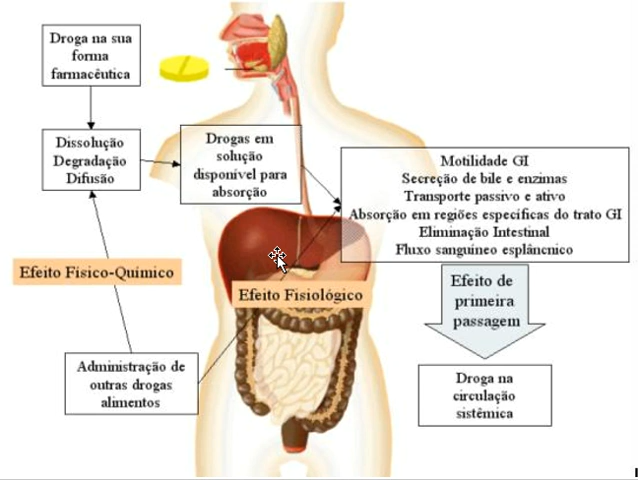 Droga na sua
forma
farmacêutica
Dissolução
Degradação
Difusão
Drogas em
solução
disponível para
absorção
Motilidade GI
Secreção de bile e enzimas
Transporte passivo e ativo
Absorção em regiões específicas do trato GI
Eliminação Intestinal
Fluxo sanguíneo esplâncnico
Efeito Físico-Químico
Efeito Fisiológico
Efeito de
primeira
passagem
Administração de
outras drogas
alimentos
Droga na
circulação
sistêmica